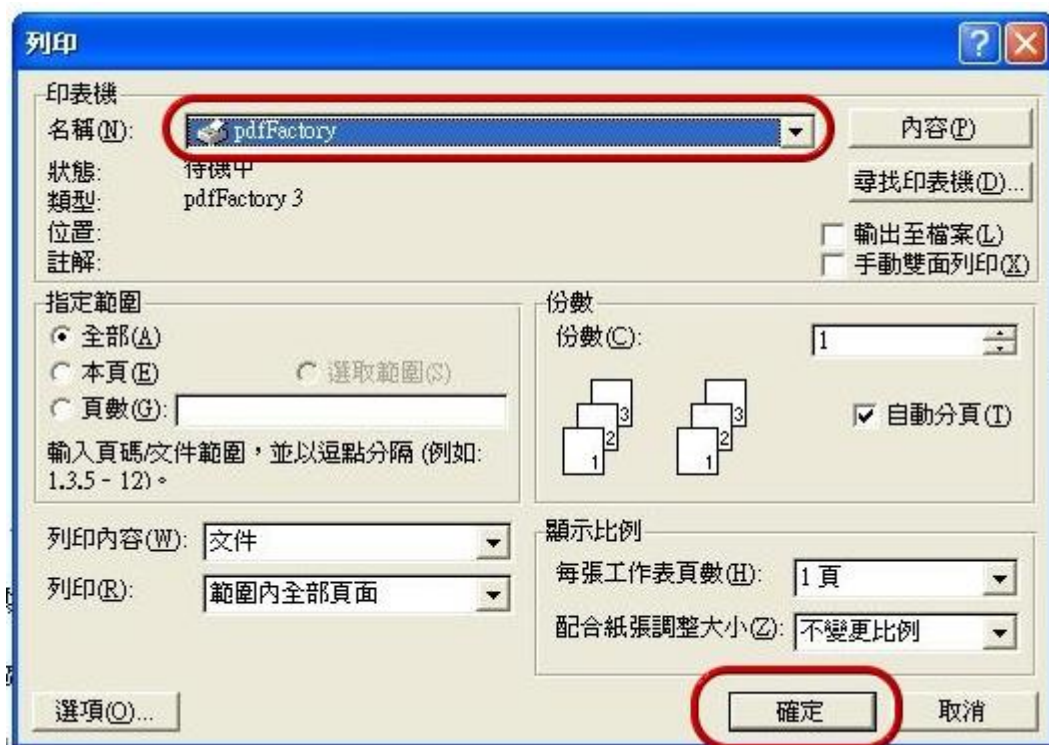 列印
印表機
名稱(N): pdfFactory 內容(P)
狀態: 待機中
尋找印表機(D)...
類型: pdfFactory 3
位置: 輸出至檔案(L)
註解: 手動雙面列印(X)
指定範圍
全部(A)
本頁(E) 選取範圍(S)
頁數(G):
輸入頁碼/文件範圍，並以逗點分隔 (例如:
1.3.5 - 12)。
份數
份數(C): 1
3 3
2 2
1 1
自動分頁(T)
列印內容(W): 文件
列印(R): 範圍內全部頁面
顯示比例
每張工作表頁數(H): 1 頁
配合紙張調整大小(Z): 不變更比例
選項(O)... 確定 取消